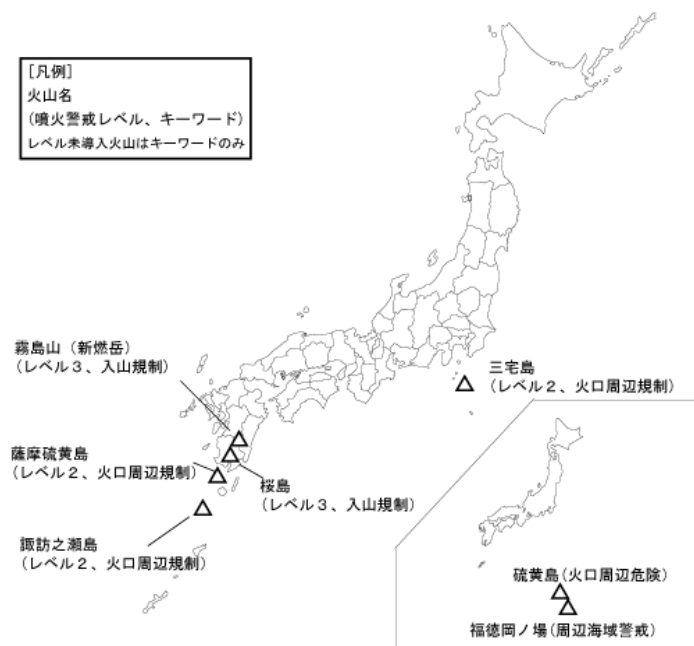 [凡例]
火山名
(噴火警戒レベル、キーワード)
レベル未導入火山はキーワードのみ
霧島山(新燃岳)
(レベル3、入山規制)
三宅島
(レベル2、火口周辺規制)
薩摩硫黄島
(レベル2、火口周辺規制)
桜島
(レベル3、入山規制)
諏訪之瀬島
(レベル2、火口周辺規制)
硫黄島(火口周辺危険)
福徳岡ノ場(周辺海域警戒)